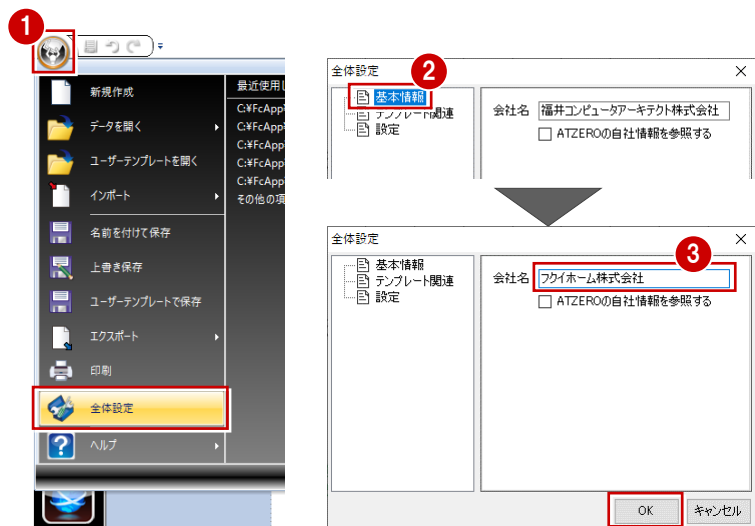 1
新規作成
データを開く
ユーザーテンプレートを開く
インポート
名前を付けて保存
上書き保存
ユーザーテンプレートで保存
エクスポート
印刷
全体設定
ヘルプ
最近使用し
C:¥FcApp
C:¥FcApp
C:¥FcApp
C:¥FcApp
C:¥FcApp
その他の項
2
全体設定
基本情報
テンプレート関連
設定
会社名 福井コンピュータアーキテクト株式会社
ATZEROの自社情報を参照する
3
全体設定
基本情報
テンプレート関連
設定
会社名 フクイホーム株式会社
ATZEROの自社情報を参照する
OK キャンセル